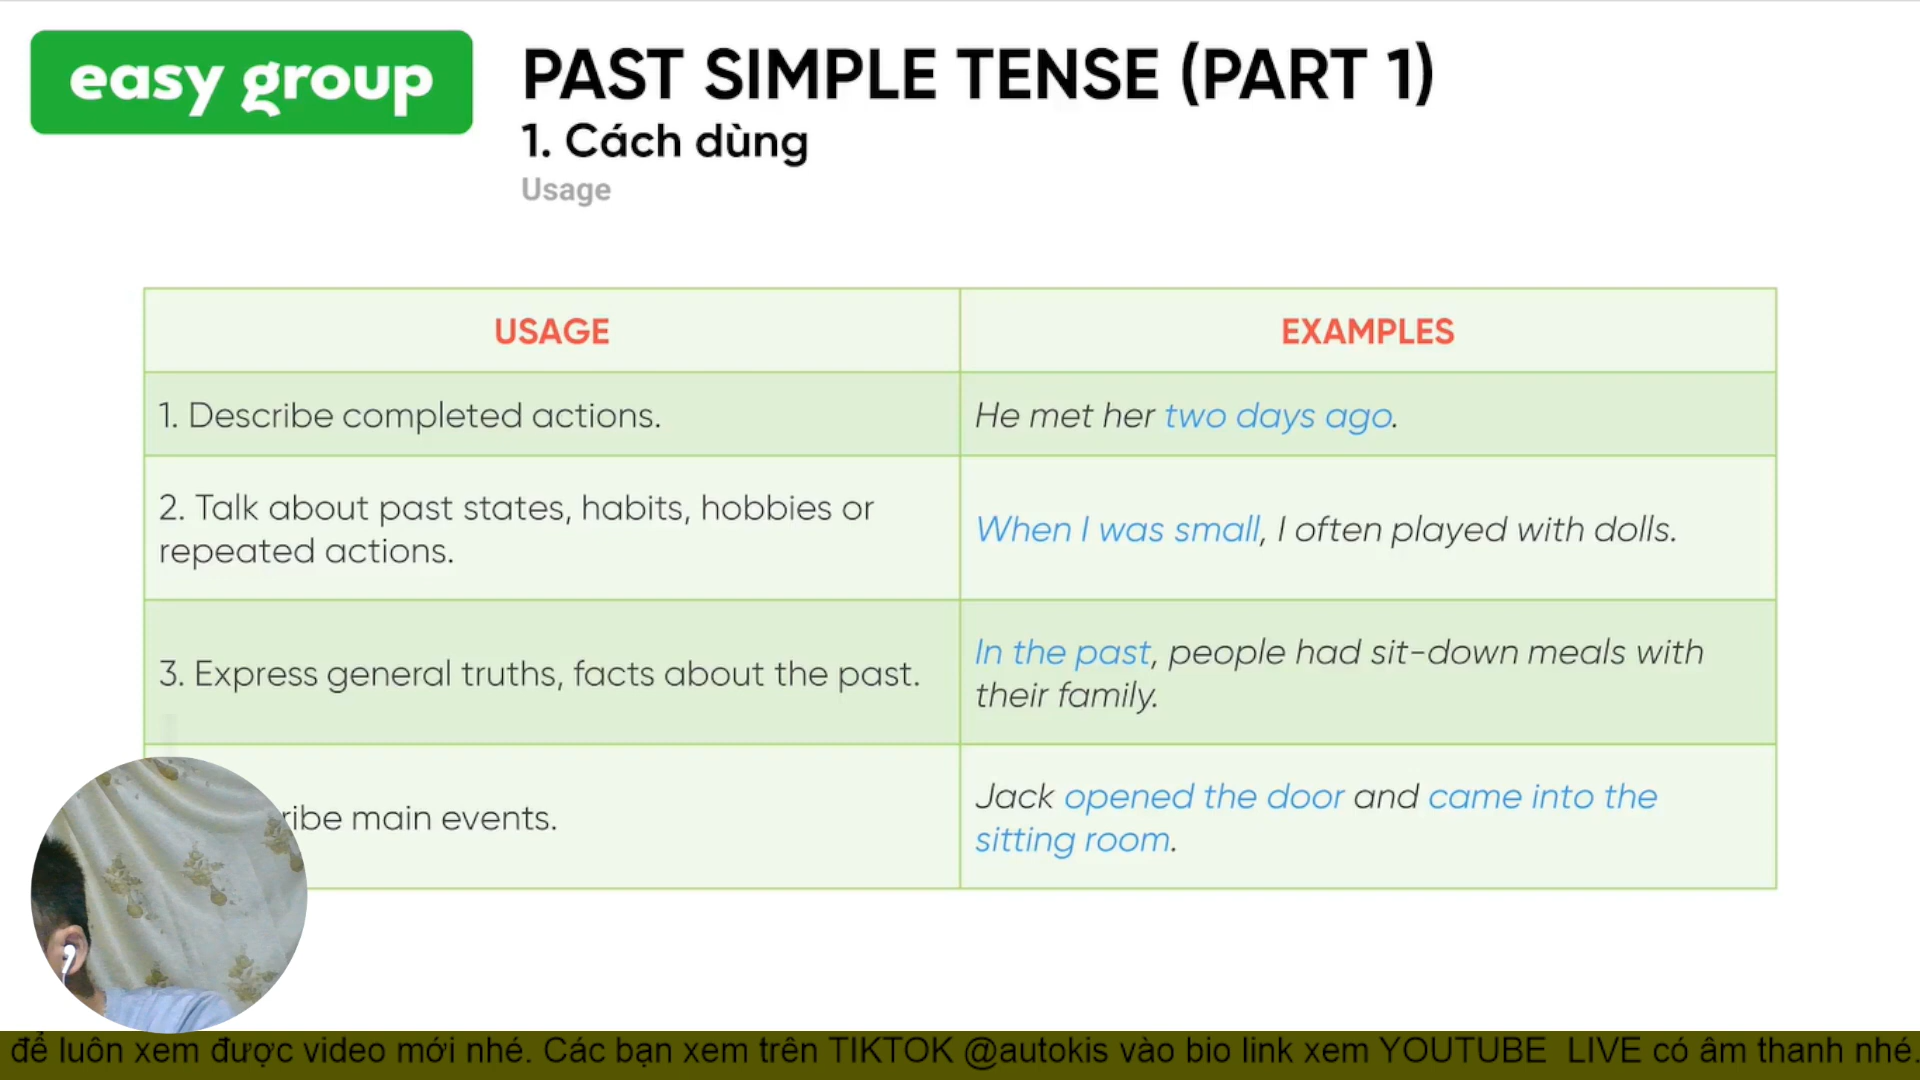 easy group
PAST SIMPLE TENSE (PART 1)
1. Cách dùng
Usage
USAGE
EXAMPLES
1. Describe completed actions.
He met her two days ago.
2. Talk about past states, habits, hobbies or
repeated actions.
When I was small, I often played with dolls.
3. Express general truths, facts about the past.
In the past, people had sit-down meals with
their family.
ribe main events.
Jack opened the door and came into the
sitting room.
để luôn xem được video mới nhé. Các bạn xem trên TIKTOK @autokis vào bio link xem YOUTUBE LIVE có âm thanh nhé.